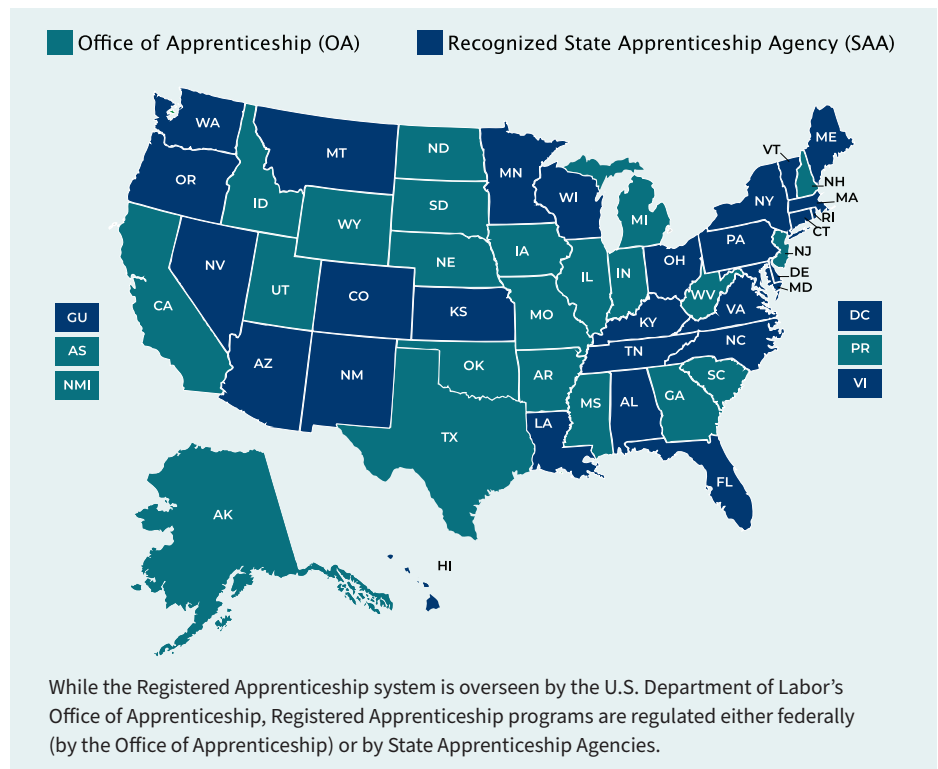 Office of Apprenticeship (OA)
Recognized State Apprenticeship Agency (SAA)
WA
MT
ND
MN
ME
VT
OR
ID
SD
WI
MI
NY
NH
MA
RI
CT
WY
NE
IA
PA
NJ
NV
UT
CO
KS
IL
IN
OH
WV
DE
MD
CA
MO
KY
VA
GU
AS
NMI
AZ
NM
OK
AR
TN
NC
DC
PR
VI
TX
LA
MS
AL
GA
SC
FL
AK
HI
While the Registered Apprenticeship system is overseen by the U.S. Department of Labor’s
Office of Apprenticeship, Registered Apprenticeship programs are regulated either federally
(by the Office of Apprenticeship) or by State Apprenticeship Agencies.